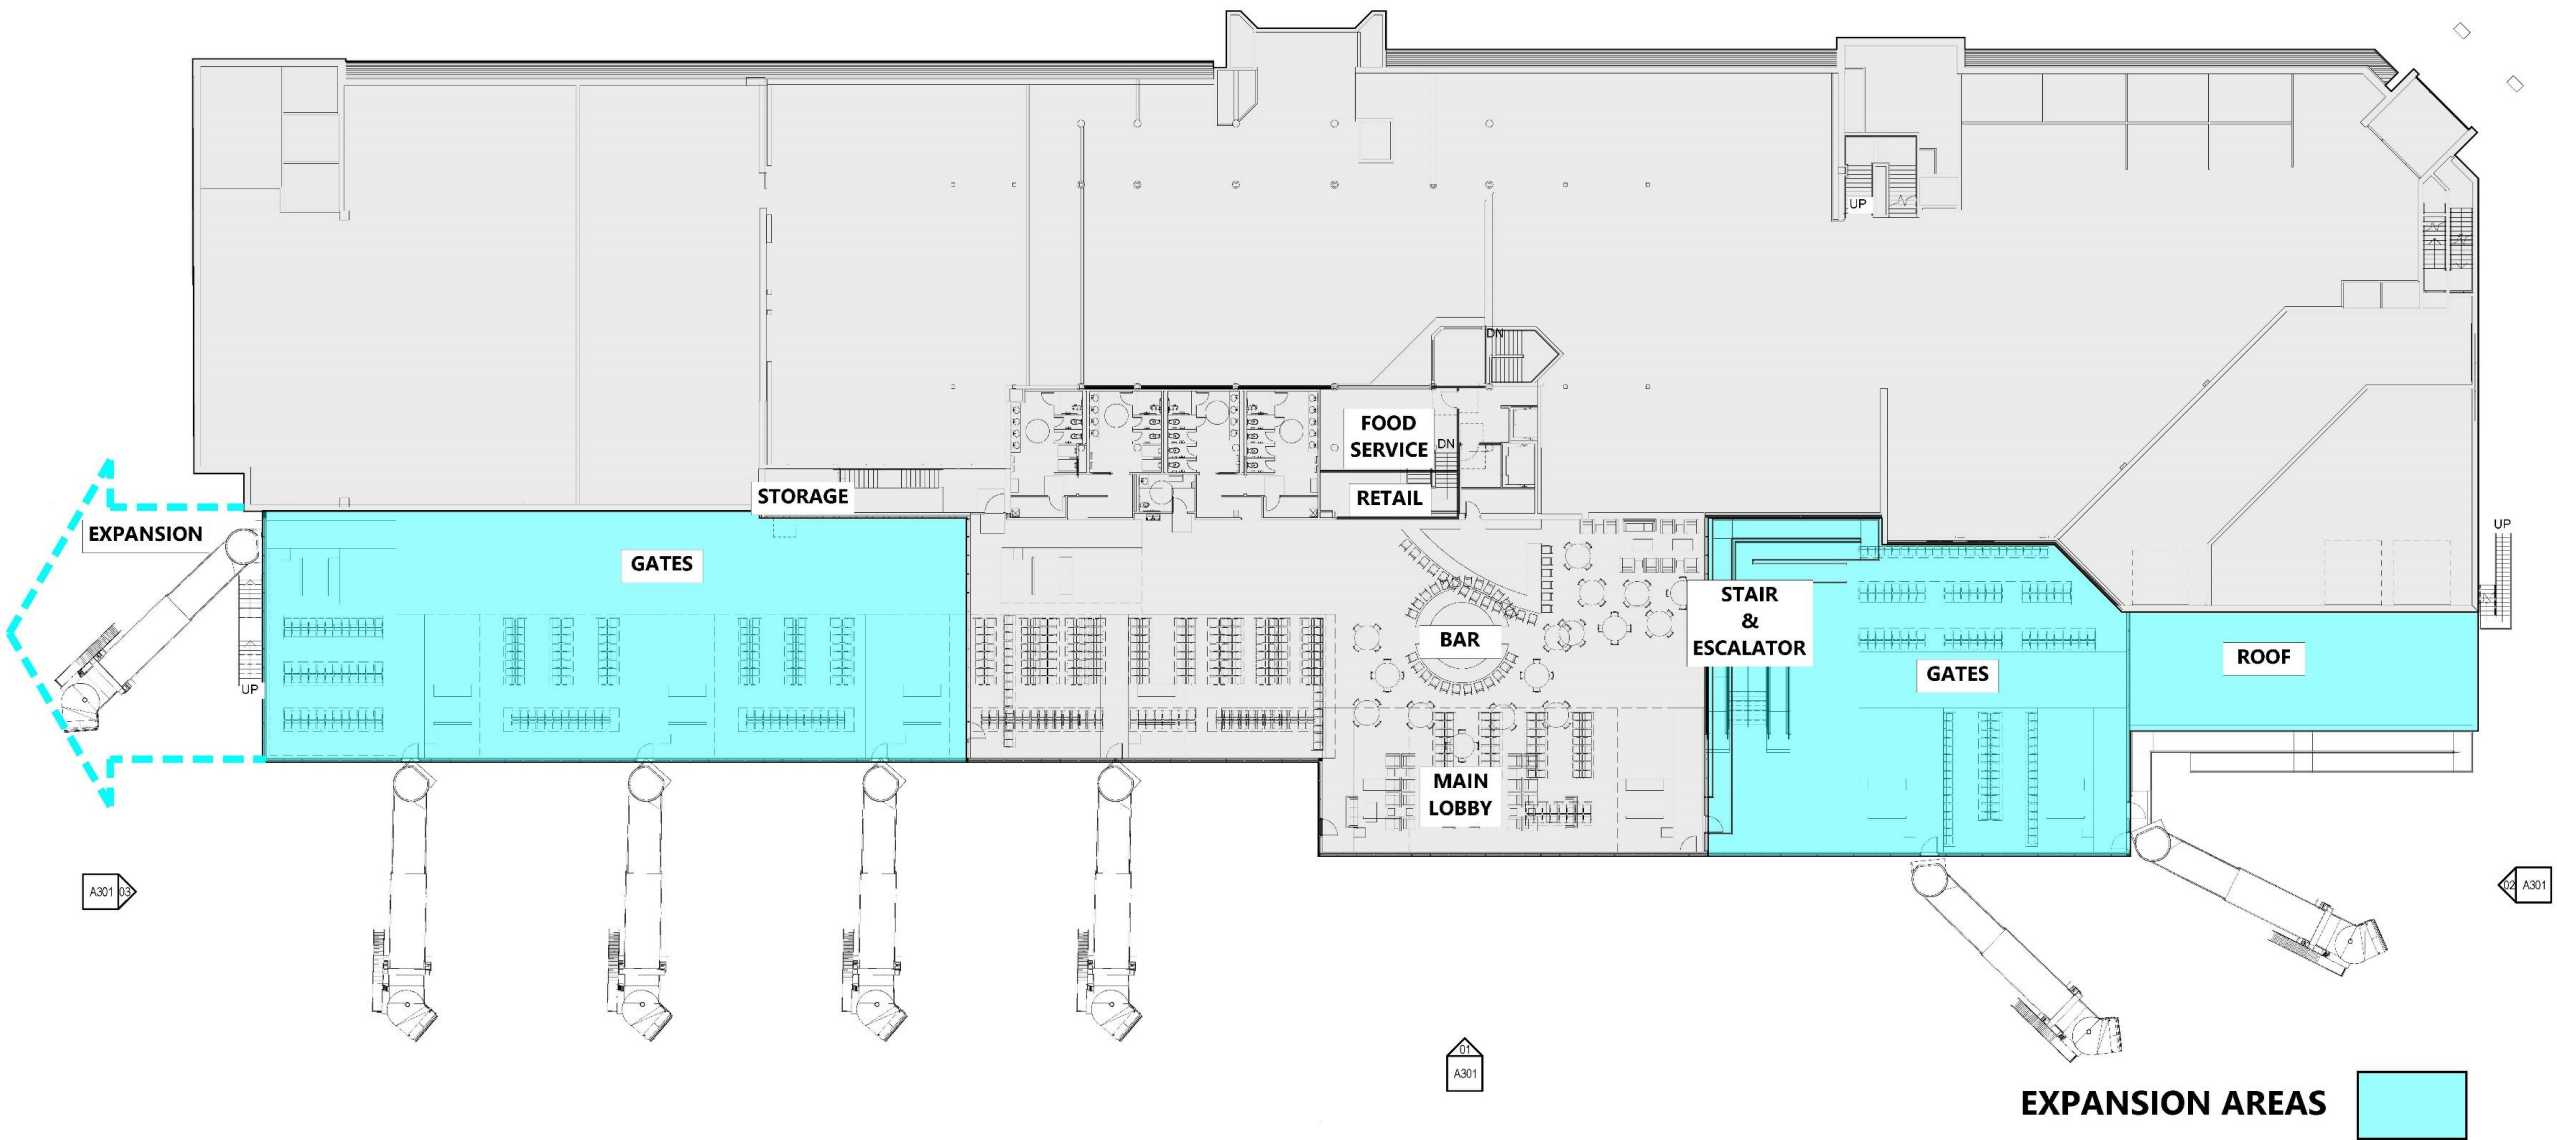 UP
DN
FOOD
SERVICE
DN
STORAGE
RETAIL
UP
EXPANSION
GATES
STAIR
&
ESCALATOR
BAR
ROOF
GATES
UP
MAIN
LOBBY
A301 03
02 A301
01
A301
EXPANSION AREAS